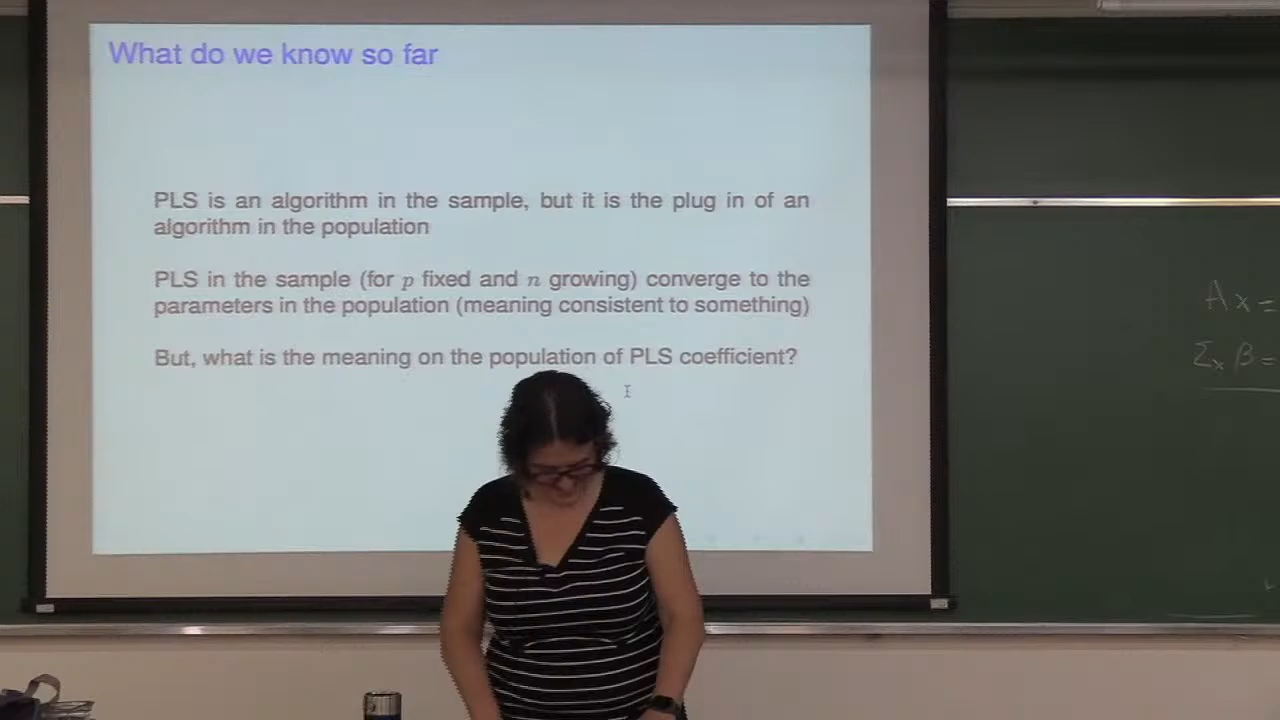 What do we know so far
PLS is an algorithm in the sample, but it is the plug in of an
algorithm in the population
PLS in the sample (for p fixed and n growing) converge to the
parameters in the population (meaning consistent to something)
But, what is the meaning on the population of PLS coefficient?
Ax =
Σₓ β =